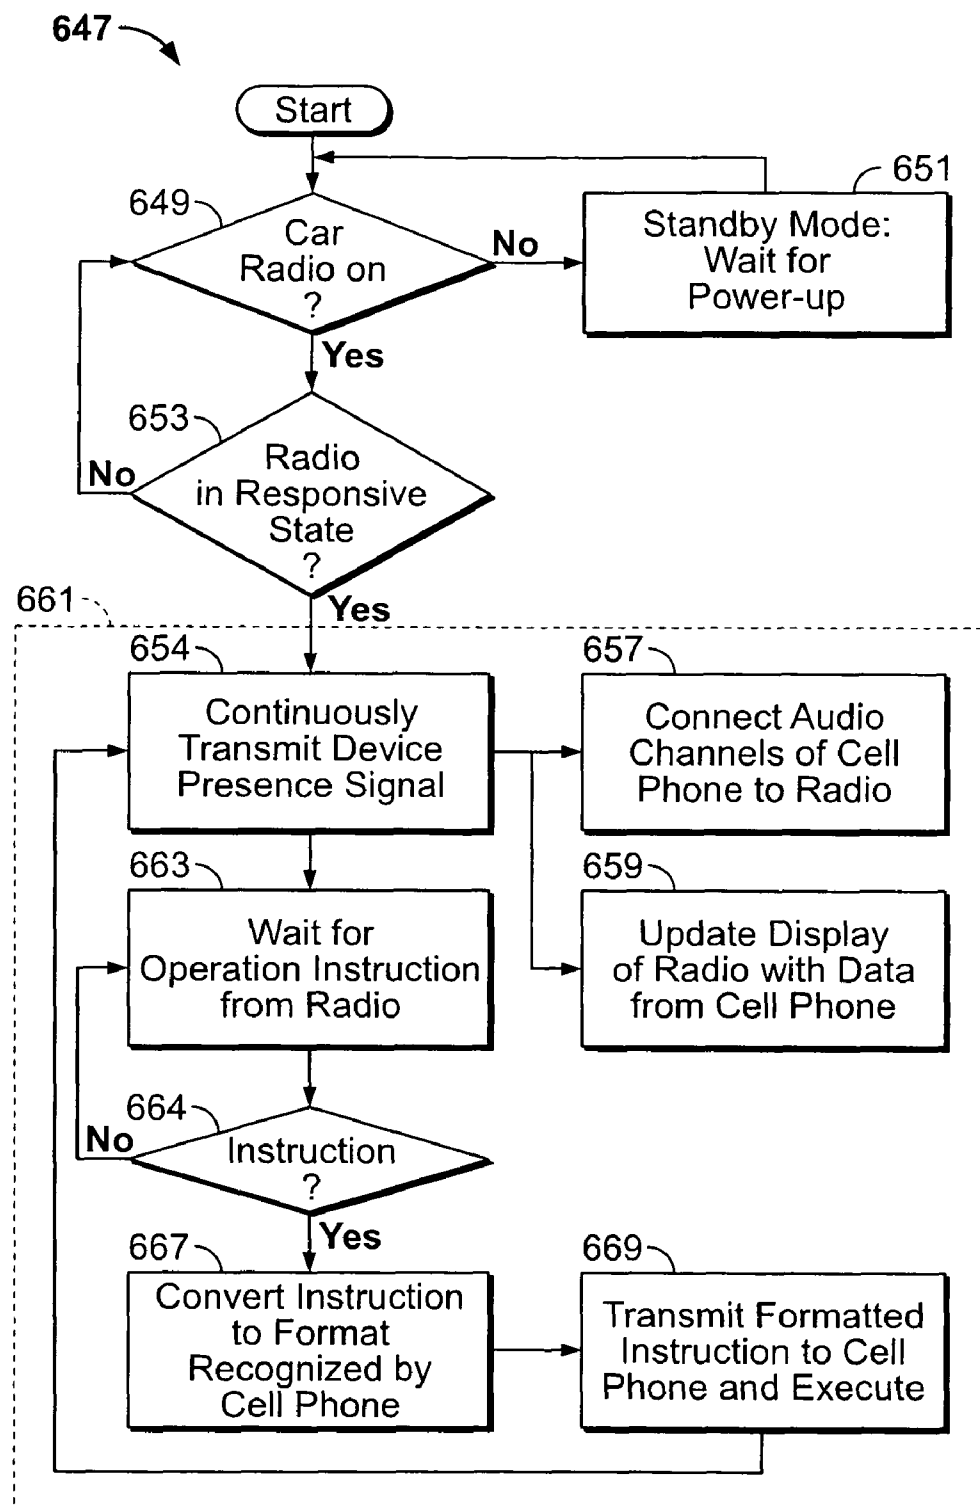 647
Start
649
Car
Radio on
?
No
651
Standby Mode:
Wait for
Power-up
Yes
653
Radio
in Responsive
State
?
No
Yes
661
654
Continuously
Transmit Device
Presence Signal
657
Connect Audio
Channels of Cell
Phone to Radio
663
Wait for
Operation Instruction
from Radio
659
Update Display
of Radio with Data
from Cell Phone
664
Instruction
?
No
Yes
667
Convert Instruction
to Format
Recognized by
Cell Phone
669
Transmit Formatted
Instruction to Cell
Phone and Execute